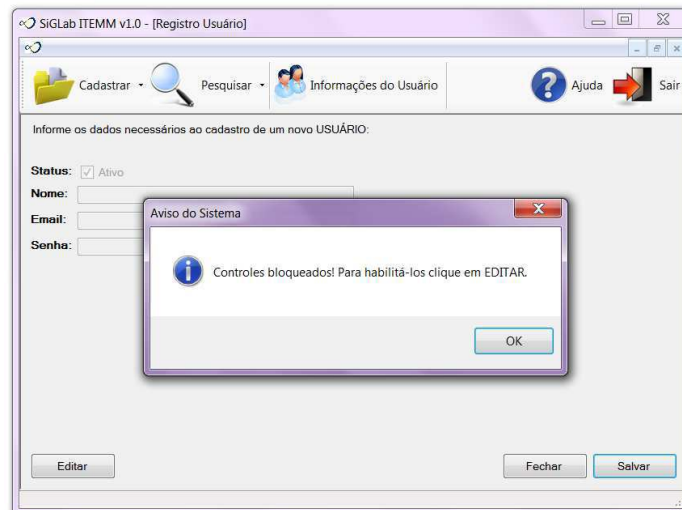 SiGLab ITEMM v1.0 - [Registro Usuário]
Cadastrar Pesquisar Informações do Usuário Ajuda Sair
Informe os dados necessários ao cadastro de um novo USUÁRIO:
Status: Ativo
Nome:
Email:
Senha:
Aviso do Sistema
Controles bloqueados! Para habilitá-los clique em EDITAR.
OK
Editar Fechar Salvar